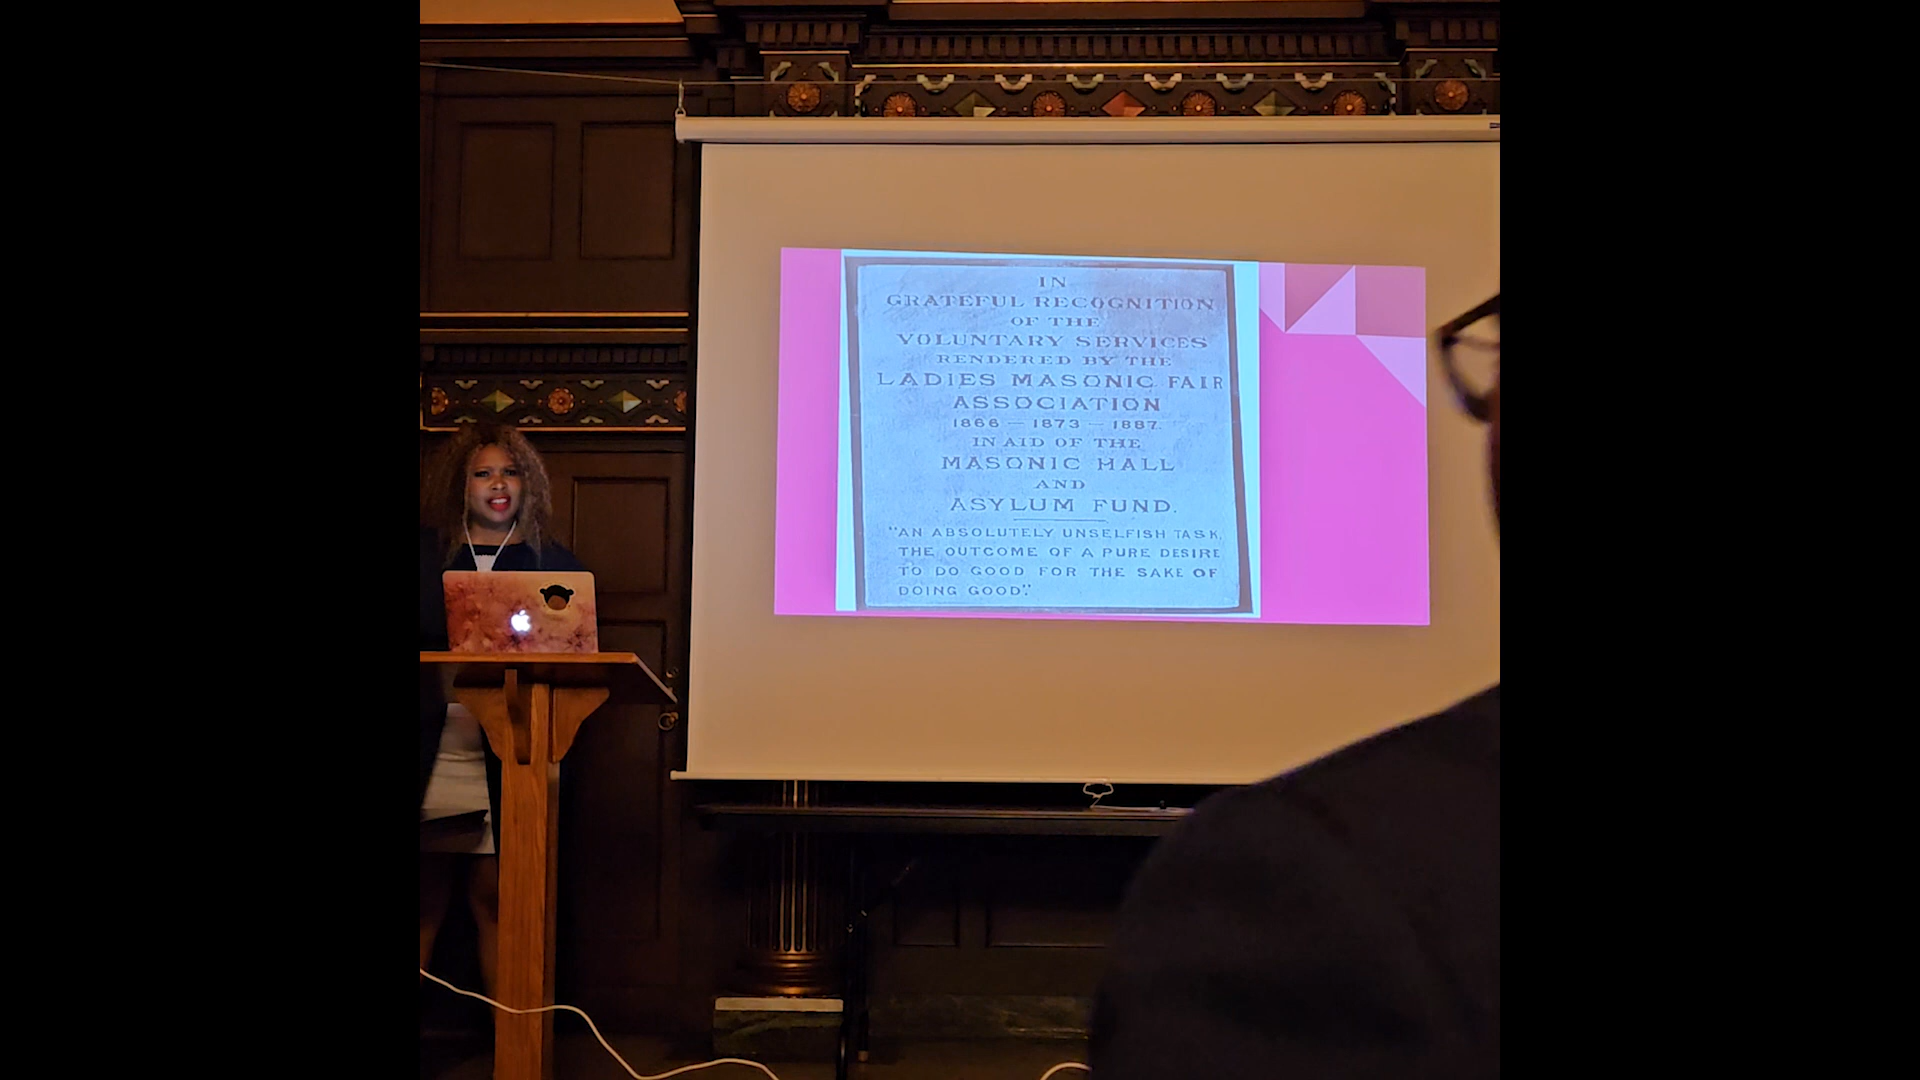 IN
GRATEFUL RECOGNITION
OF THE
VOLUNTARY SERVICES
RENDERED BY THE
LADIES MASONIC FAIR
ASSOCIATION
1866 — 1873 — 1887.
IN AID OF THE
MASONIC HALL
AND
ASYLUM FUND.
"AN ABSOLUTELY UNSELFISH TASK,
THE OUTCOME OF A PURE DESIRE
TO DO GOOD FOR THE SAKE OF
DOING GOOD".